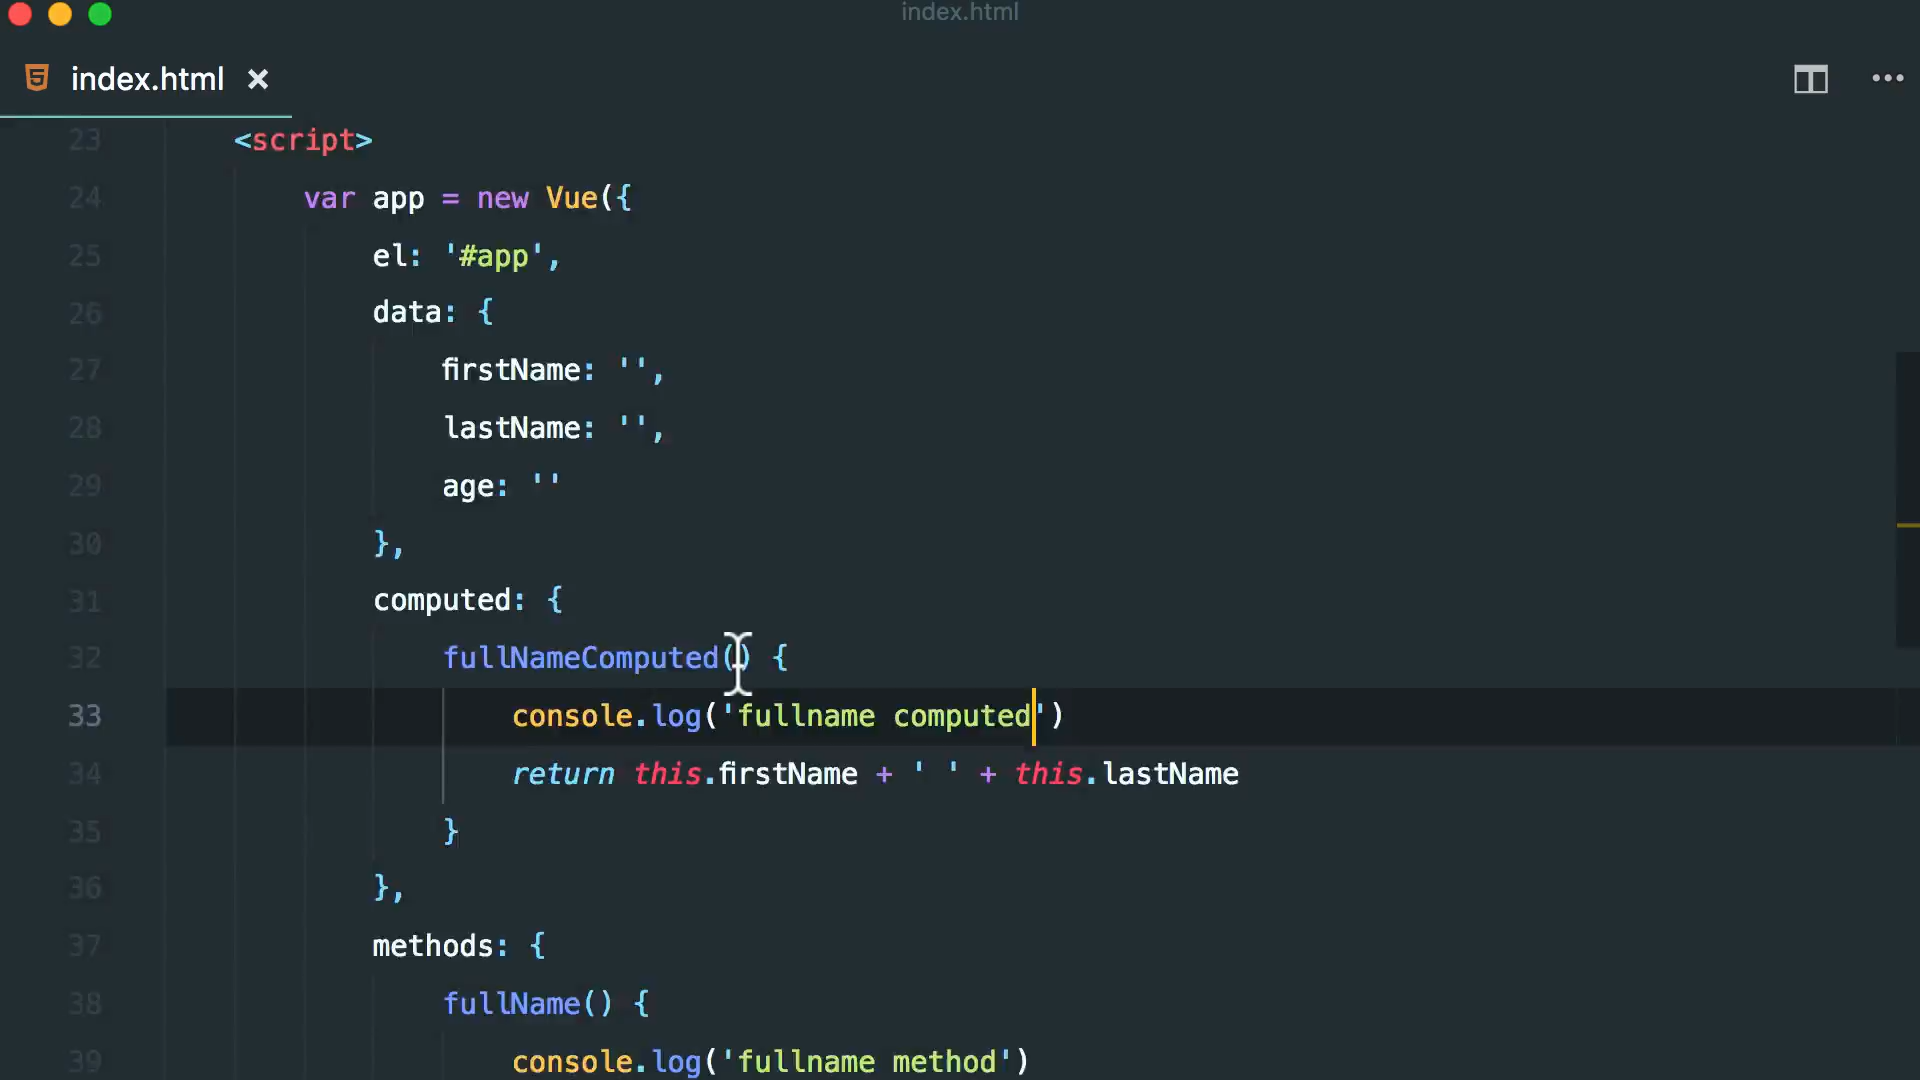 index.html
index.html
23 <script>
24 var app = new Vue({
25 el: '#app',
26 data: {
27 firstName: '',
28 lastName: '',
29 age: ''
30 },
31 computed: {
32 fullNameComputed() {
33 console.log('fullname computed')
34 return this.firstName + ' ' + this.lastName
35 }
36 },
37 methods: {
38 fullName() {
39 console.log('fullname method')